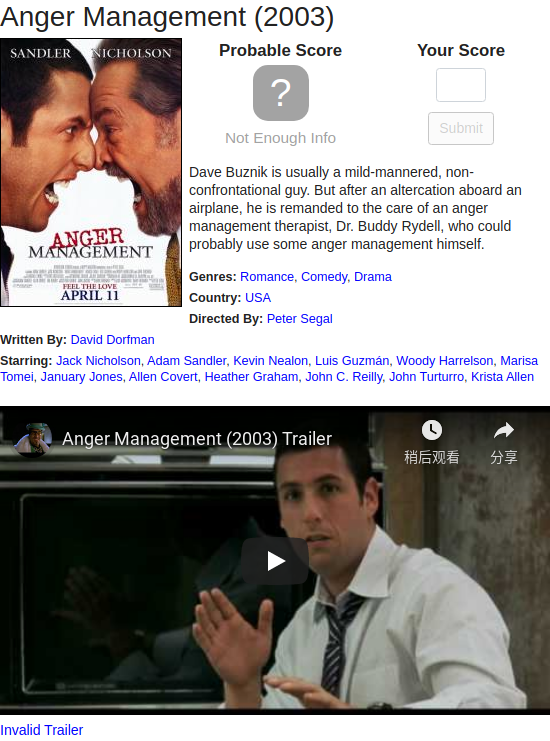 Anger Management (2003)
SANDLER NICHOLSON
ANGER
MANAGEMENT
FEEL THE LOVE
APRIL 11
Probable Score
?
Not Enough Info
Your Score
Submit
Dave Buznik is usually a mild-mannered, non-
confrontational guy. But after an altercation aboard an
airplane, he is remanded to the care of an anger
management therapist, Dr. Buddy Rydell, who could
probably use some anger management himself.
Genres: Romance, Comedy, Drama
Country: USA
Directed By: Peter Segal
Written By: David Dorfman
Starring: Jack Nicholson, Adam Sandler, Kevin Nealon, Luis Guzmán, Woody Harrelson, Marisa
Tomei, January Jones, Allen Covert, Heather Graham, John C. Reilly, John Turturro, Krista Allen
Anger Management (2003) Trailer
稍后观看 分享
Invalid Trailer